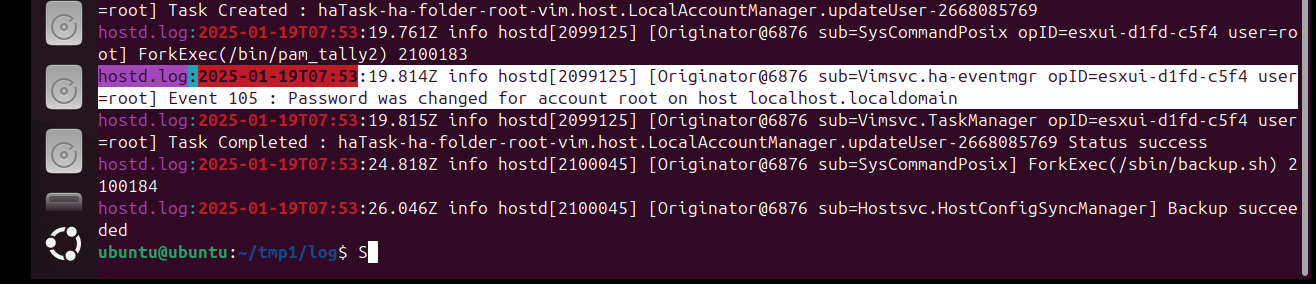 =root] Task Created : haTask-ha-folder-root-vim.host.LocalAccountManager.updateUser-2668085769
hostd.log:2025-01-19T07:53:19.761Z info hostd[2099125] [Originator@6876 sub=SysCommandPosix opID=esxui-d1fd-c5f4 user=ro
ot] ForkExec(/bin/pam_tally2) 2100183
hostd.log:2025-01-19T07:53:19.814Z info hostd[2099125] [Originator@6876 sub=Vimsvc.ha-eventmgr opID=esxui-d1fd-c5f4 user
=root] Event 105 : Password was changed for account root on host localhost.localdomain
hostd.log:2025-01-19T07:53:19.815Z info hostd[2099125] [Originator@6876 sub=Vimsvc.TaskManager opID=esxui-d1fd-c5f4 user
=root] Task Completed : haTask-ha-folder-root-vim.host.LocalAccountManager.updateUser-2668085769 Status success
hostd.log:2025-01-19T07:53:24.818Z info hostd[2100045] [Originator@6876 sub=SysCommandPosix] ForkExec(/sbin/backup.sh) 2
100184
hostd.log:2025-01-19T07:53:26.046Z info hostd[2100045] [Originator@6876 sub=Hostsvc.HostConfigSyncManager] Backup succee
ded
ubuntu@ubuntu:~/tmp1/log$ S